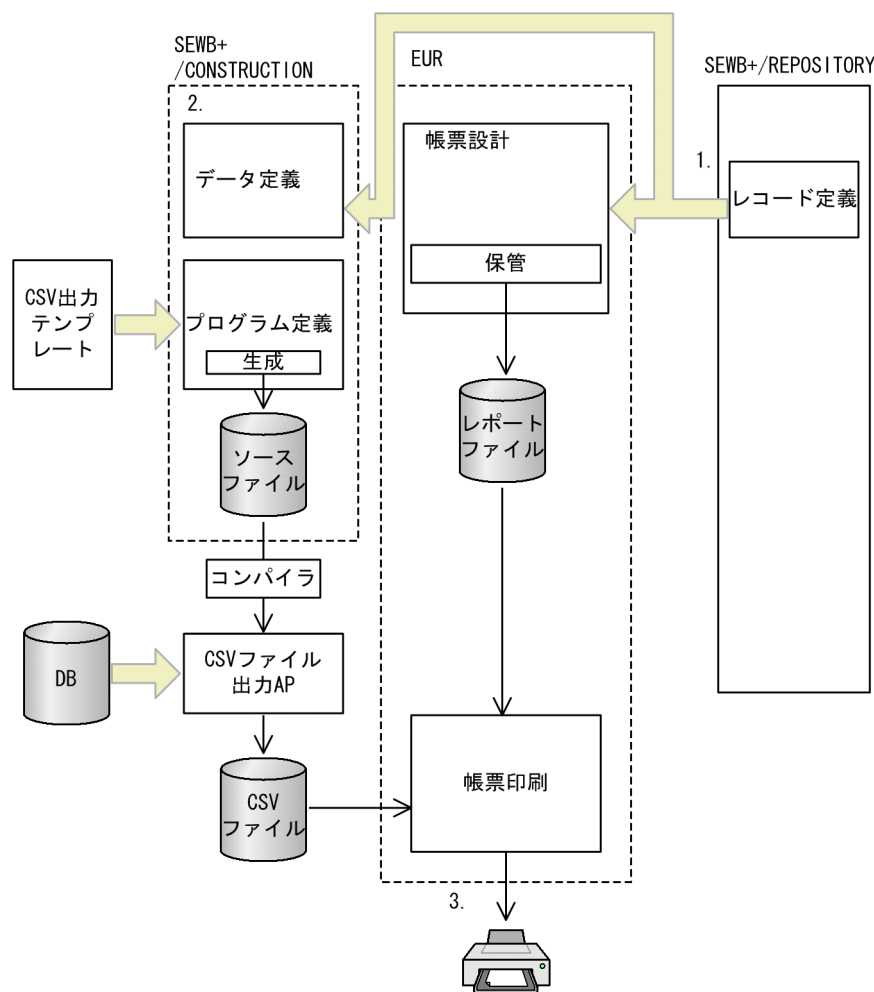 SEWB+
/CONSTRUCTION
EUR
SEWB+/REPOSITORY
2.
データ定義
帳票設計
1.
レコード定義
保管
CSV出力
テンプ
レート
プログラム定義
生成
ソース
ファイル
レポート
ファイル
コンパイラ
DB
CSVファイル
出力AP
CSV
ファイル
帳票印刷
3.